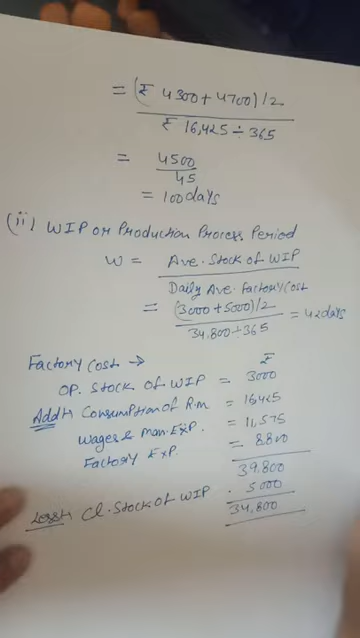 = (₹ 4300 + 4700)/2
₹ 16,425 ÷ 365
= 4500
45
= 100 days
(ii) WIP or Production Process Period
W = Ave. Stock of WIP
Daily Ave. Factory Cost
= (3000 + 5000)/2
34,800 ÷ 365
= 42 days
Factory Cost → ₹
OP. Stock of WIP = 3000
Add:- Consumption of R.M = 16,425
Wages & Man. Exp. = 11,575
Factory Exp. = 8800
39,800
Less:- Cl. Stock of WIP . 5000
34,800